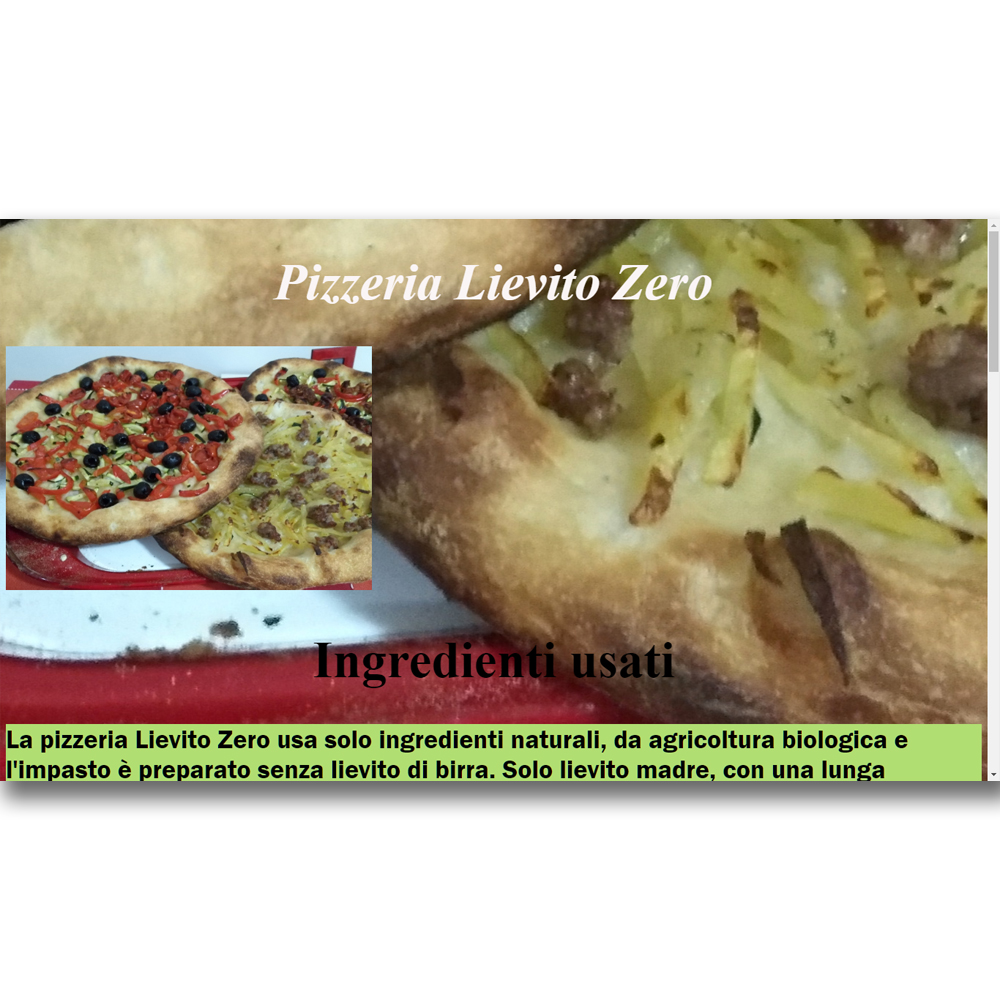 Pizzeria Lievito Zero
Ingredienti usati
La pizzeria Lievito Zero usa solo ingredienti naturali, da agricoltura biologica e
l'impasto è preparato senza lievito di birra. Solo lievito madre, con una lunga